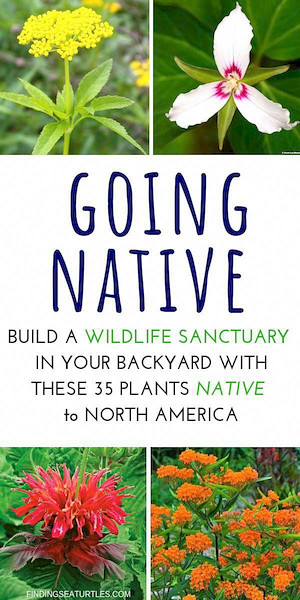 GOING
NATIVE
BUILD A WILDLIFE SANCTUARY
IN YOUR BACKYARD WITH
THESE 35 PLANTS NATIVE
to NORTH AMERICA
FINDINGSEATURTLES.COM